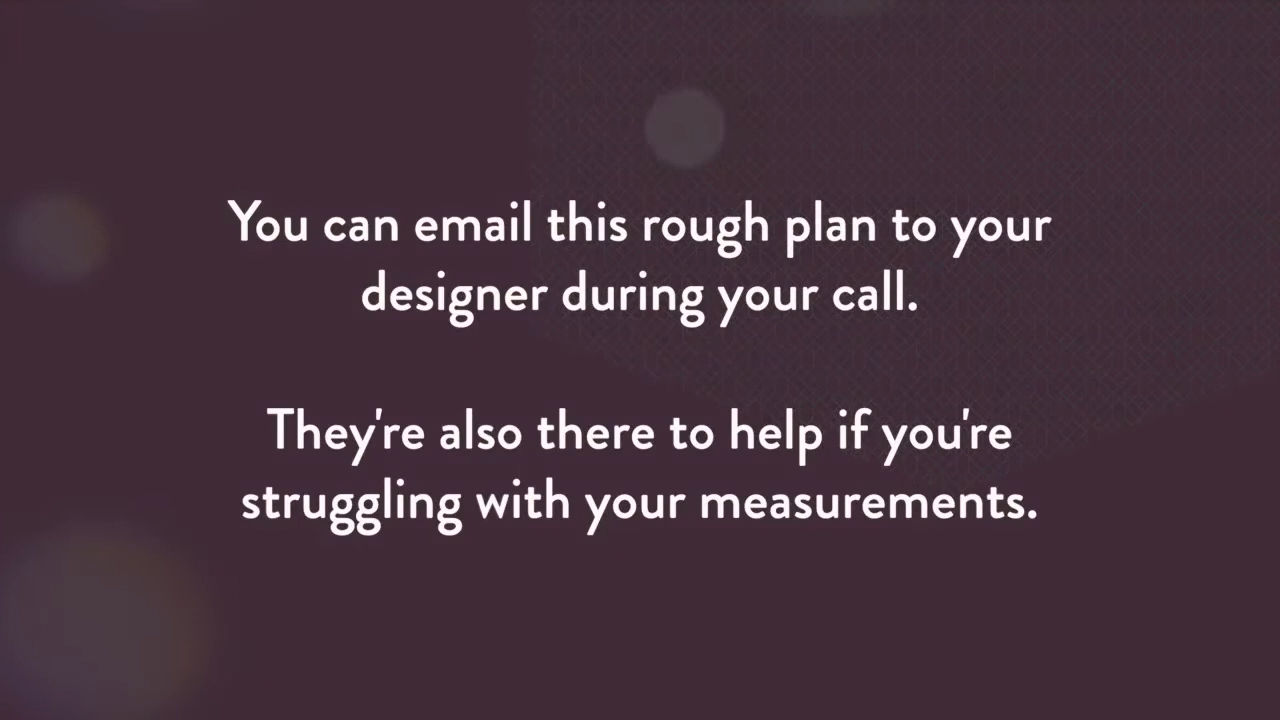 You can email this rough plan to your
designer during your call.
They're also there to help if you're
struggling with your measurements.